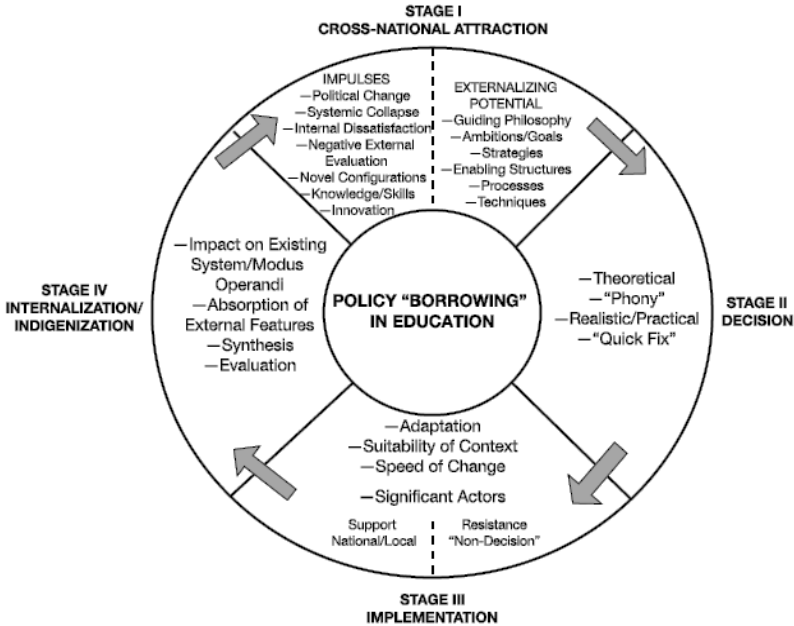 STAGE I
CROSS-NATIONAL ATTRACTION
IMPULSES
—Political Change
—Systemic Collapse
—Internal Dissatisfaction
—Negative External
Evaluation
—Novel Configurations
—Knowledge/Skills
—Innovation
EXTERNALIZING
POTENTIAL
—Guiding Philosophy
—Ambitions/Goals
—Strategies
—Enabling Structures
—Processes
—Techniques
STAGE II
DECISION
—Theoretical
—“Phony”
—Realistic/Practical
—“Quick Fix”
POLICY “BORROWING”
IN EDUCATION
STAGE IV
INTERNALIZATION/
INDIGENIZATION
—Impact on Existing
System/Modus
Operandi
—Absorption of
External Features
—Synthesis
—Evaluation
—Adaptation
—Suitability of Context
—Speed of Change
—Significant Actors
Support
National/Local
Resistance
“Non-Decision”
STAGE III
IMPLEMENTATION